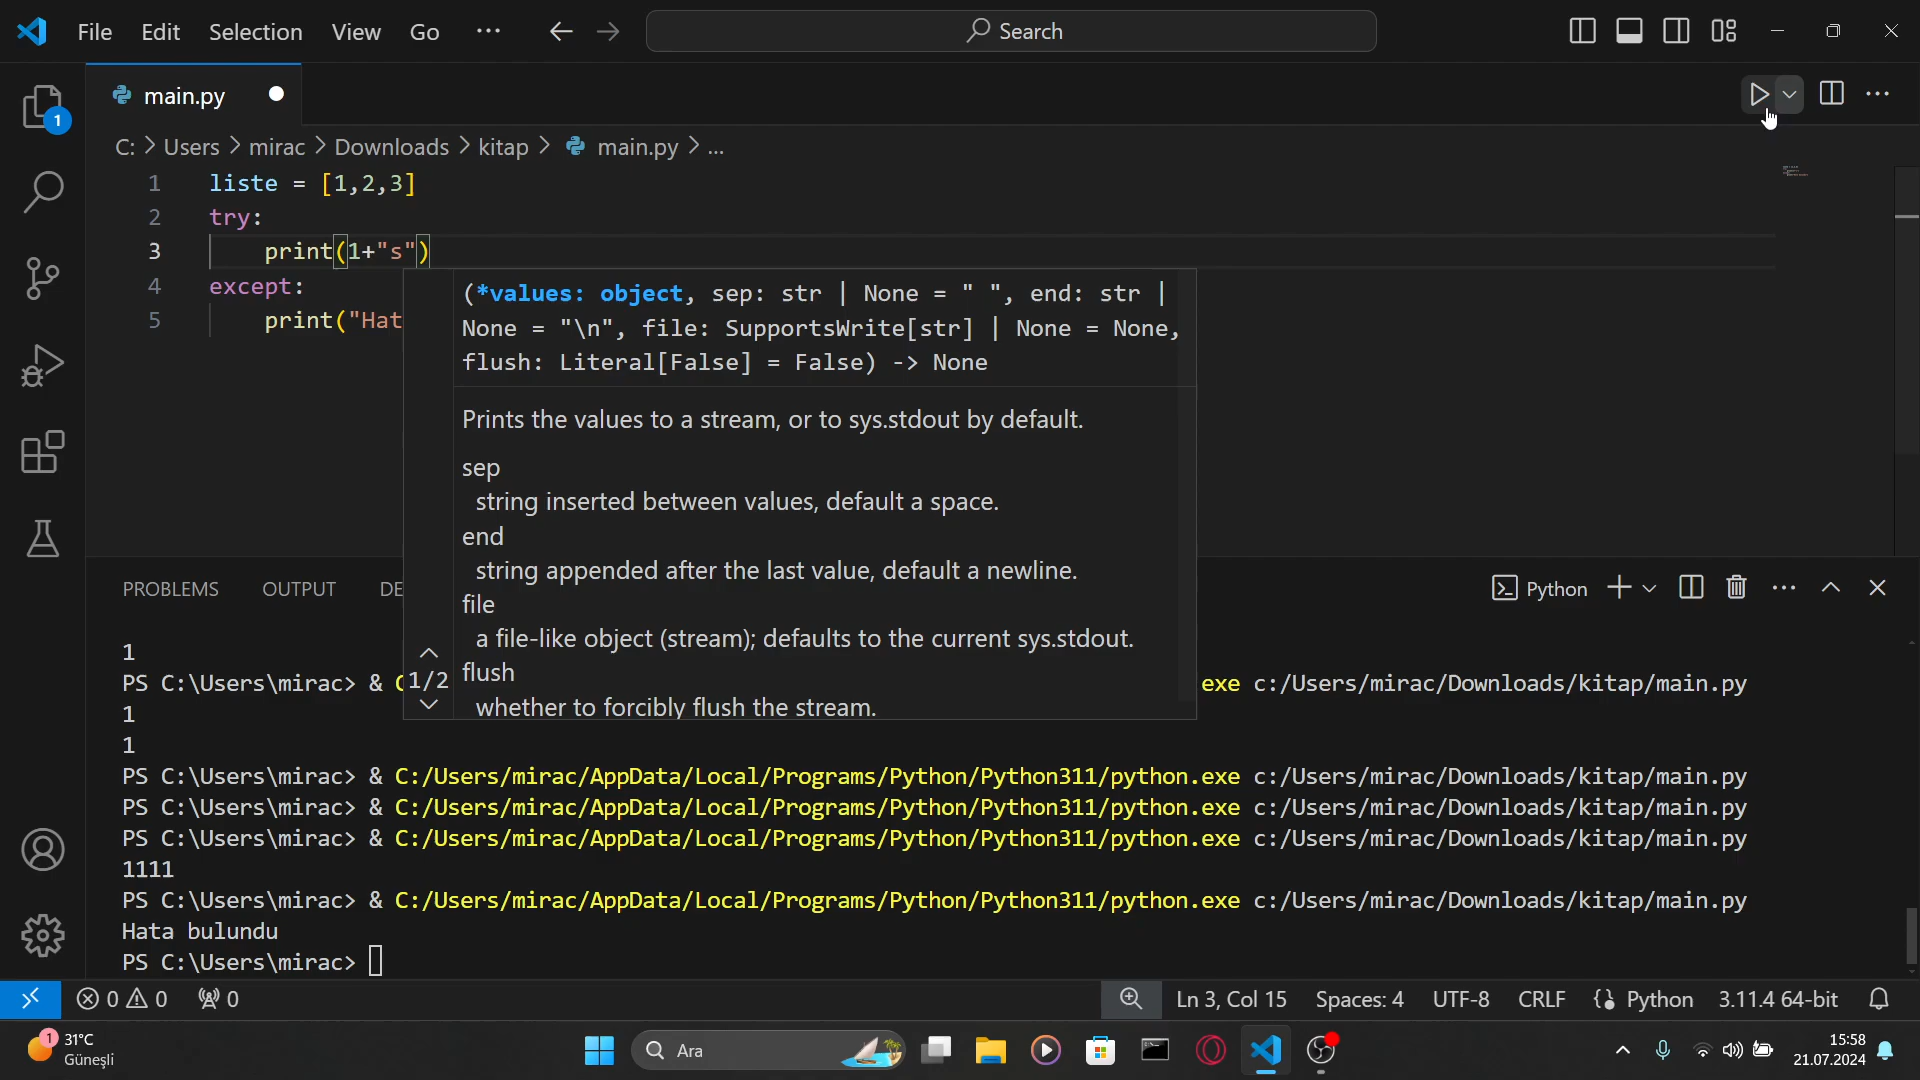 File Edit Selection View Go ··· Search
main.py
C: > Users > mirac > Downloads > kitap > main.py > ...
1 liste = [1,2,3]
2 try:
3 print(1+"s")
4 except:
5 print("Hat
(*values: object, sep: str | None = " ", end: str |
None = "\n", file: SupportsWrite[str] | None = None,
flush: Literal[False] = False) -> None
Prints the values to a stream, or to sys.stdout by default.
sep
string inserted between values, default a space.
end
string appended after the last value, default a newline.
file
a file-like object (stream); defaults to the current sys.stdout.
flush
whether to forcibly flush the stream.
1/2
PROBLEMS OUTPUT DE
Python
1
PS C:\Users\mirac> & C exe c:/Users/mirac/Downloads/kitap/main.py
1
1
PS C:\Users\mirac> & C:/Users/mirac/AppData/Local/Programs/Python/Python311/python.exe c:/Users/mirac/Downloads/kitap/main.py
PS C:\Users\mirac> & C:/Users/mirac/AppData/Local/Programs/Python/Python311/python.exe c:/Users/mirac/Downloads/kitap/main.py
PS C:\Users\mirac> & C:/Users/mirac/AppData/Local/Programs/Python/Python311/python.exe c:/Users/mirac/Downloads/kitap/main.py
1111
PS C:\Users\mirac> & C:/Users/mirac/AppData/Local/Programs/Python/Python311/python.exe c:/Users/mirac/Downloads/kitap/main.py
Hata bulundu
PS C:\Users\mirac>
0 0 0 Ln 3, Col 15 Spaces: 4 UTF-8 CRLF Python 3.11.4 64-bit
1 31°C
Güneşli
Ara
15:58
21.07.2024